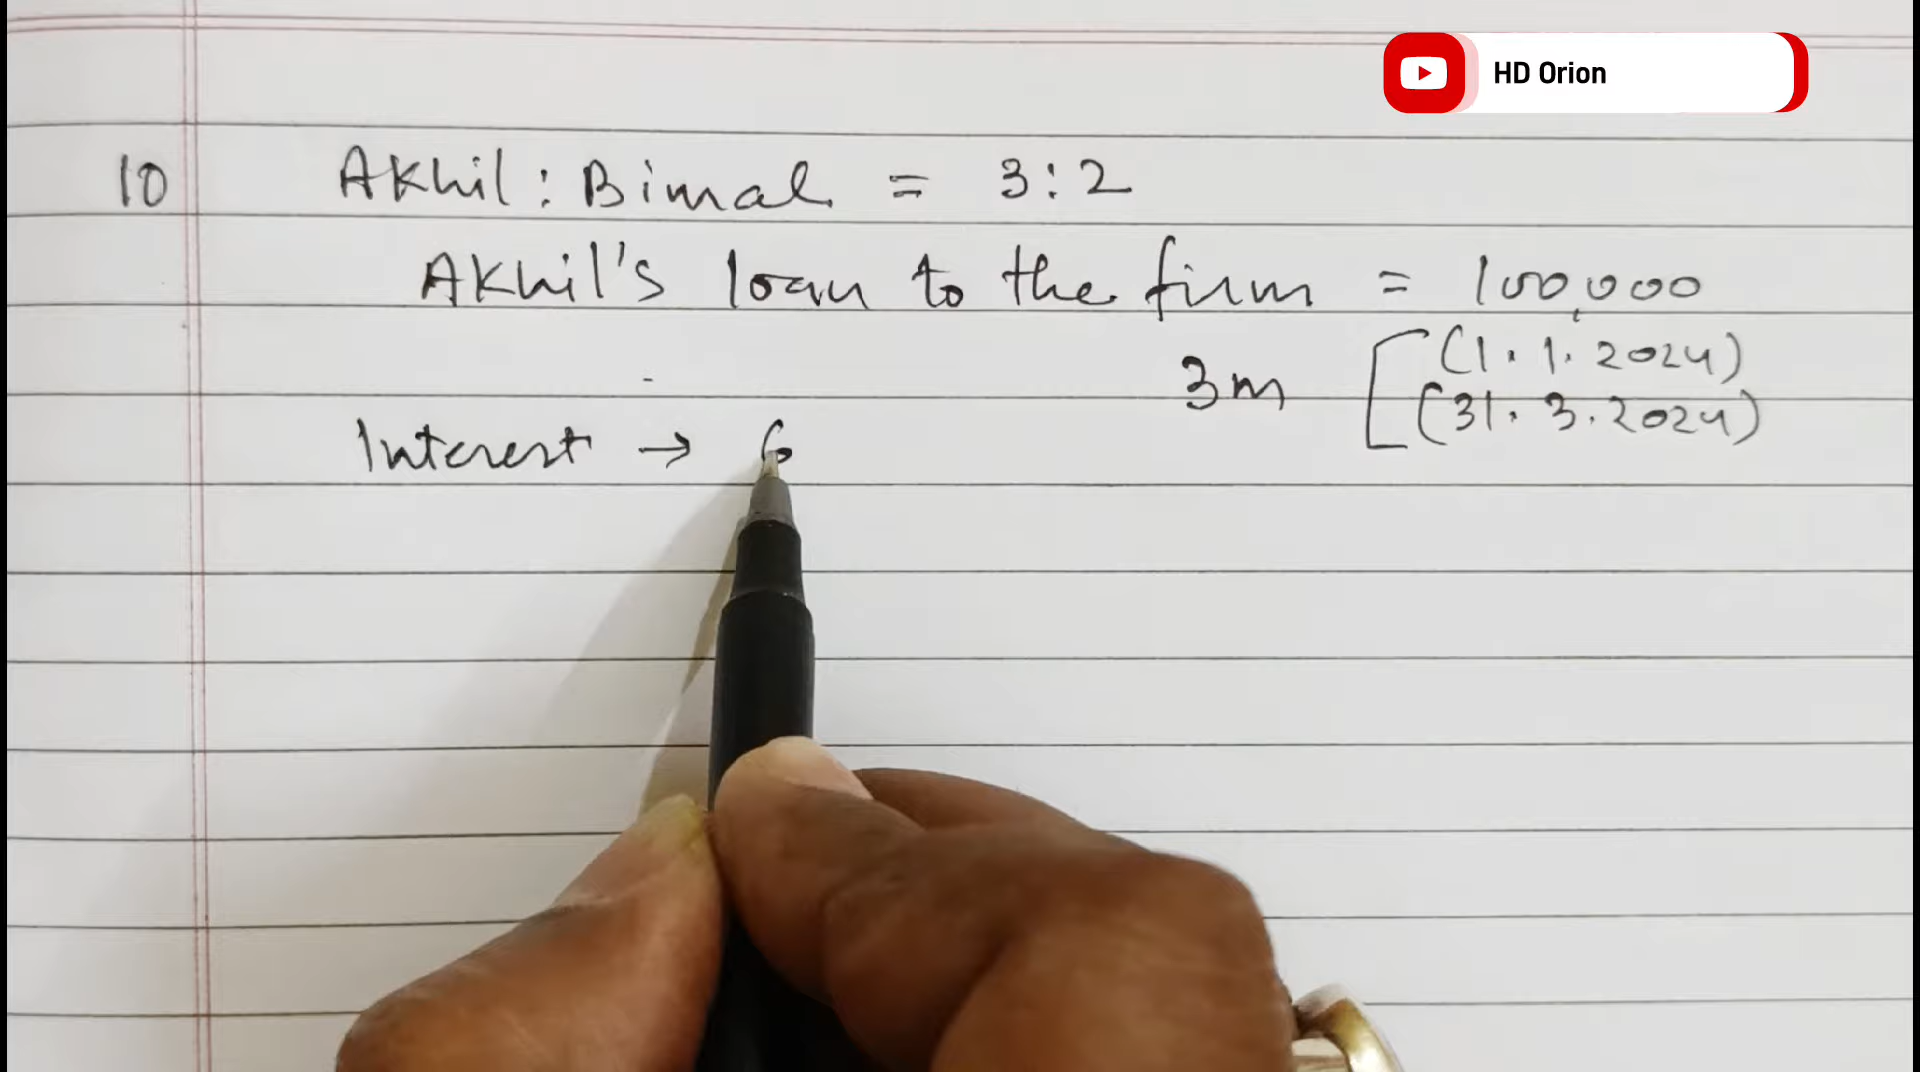 HD Orion
10 Akhil : Bimal = 3:2
Akhil's loan to the firm = 100,000
3m [(1.1.2024)
(31.3.2024)
Interest → 6